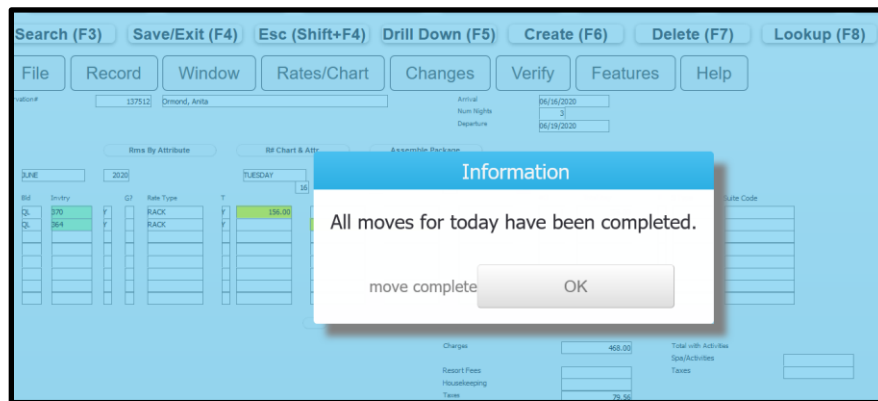 Search (F3) Save/Exit (F4) Esc (Shift+F4) Drill Down (F5) Create (F6) Delete (F7) Lookup (F8)
File Record Window Rates/Chart Changes Verify Features Help
vation# 137512 Ormond, Anita Arrival 06/16/2020
Num Nights 3
Departure 06/19/2020
Rms By Attribute R# Chart & Attr Assemble Package
JUNE 2020 TUESDAY
16
Bld Invtry G? Rate Type T Suite Code
QL 370 Y RACK Y 156.00
QL 364 Y RACK Y
Information
All moves for today have been completed.
move complete OK
Charges 468.00 Total with Activities
Spa/Activities
Resort Fees Taxes
Housekeeping
Taxes 79.56